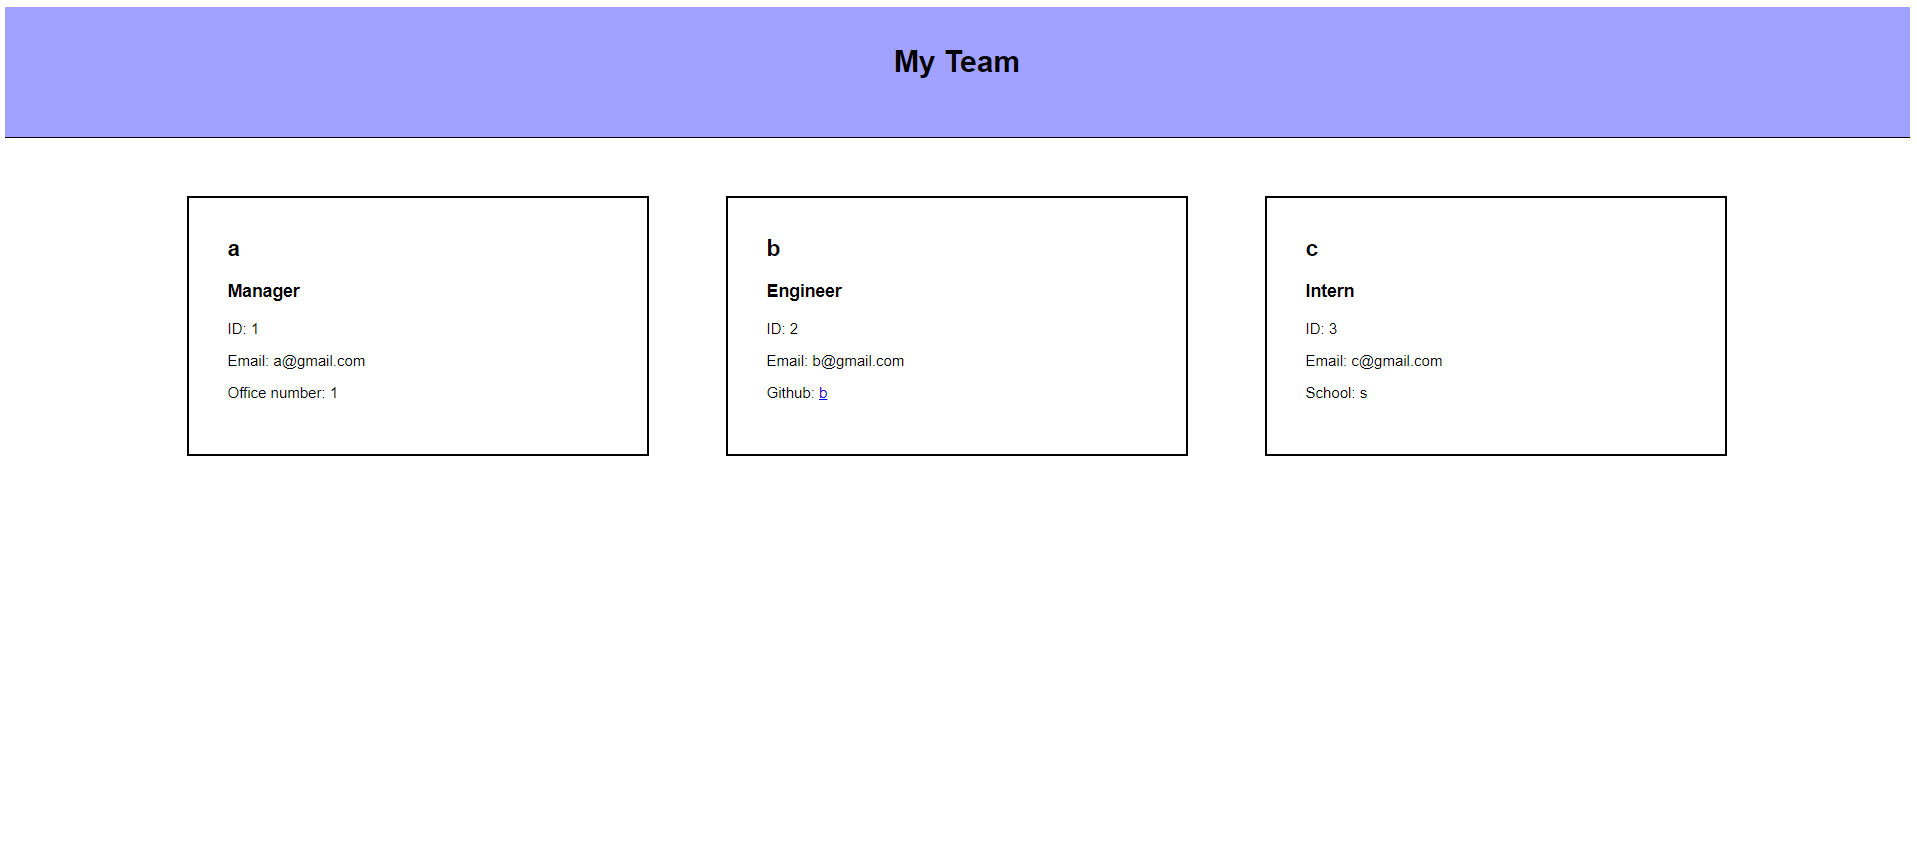 My Team
a
Manager
ID: 1
Email: a@gmail.com
Office number: 1
b
Engineer
ID: 2
Email: b@gmail.com
Github: b
c
Intern
ID: 3
Email: c@gmail.com
School: s